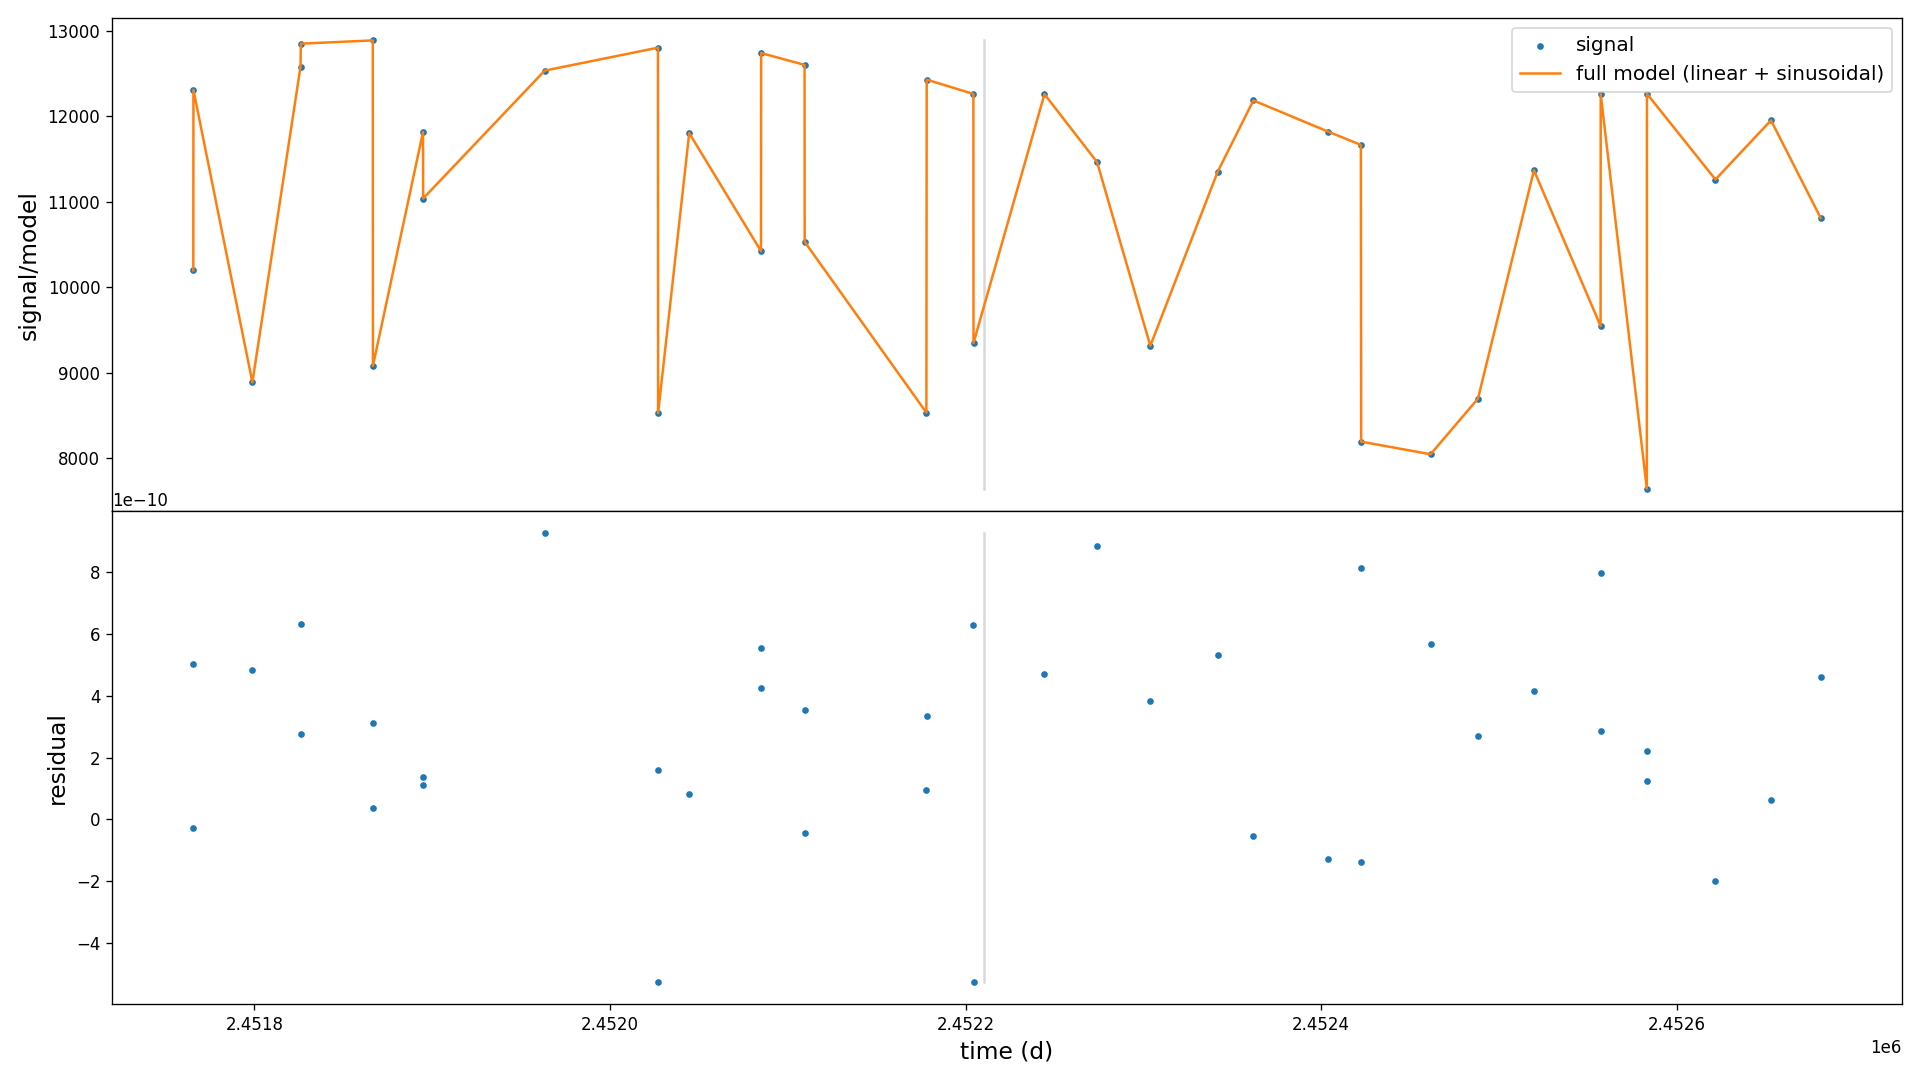 13000
12000
11000
10000
9000
8000
signal/model
signal
full model (linear + sinusoidal)
1e−10
8
6
4
2
0
−2
−4
residual
2.4518
2.4520
2.4522
2.4524
2.4526
time (d)
1e6